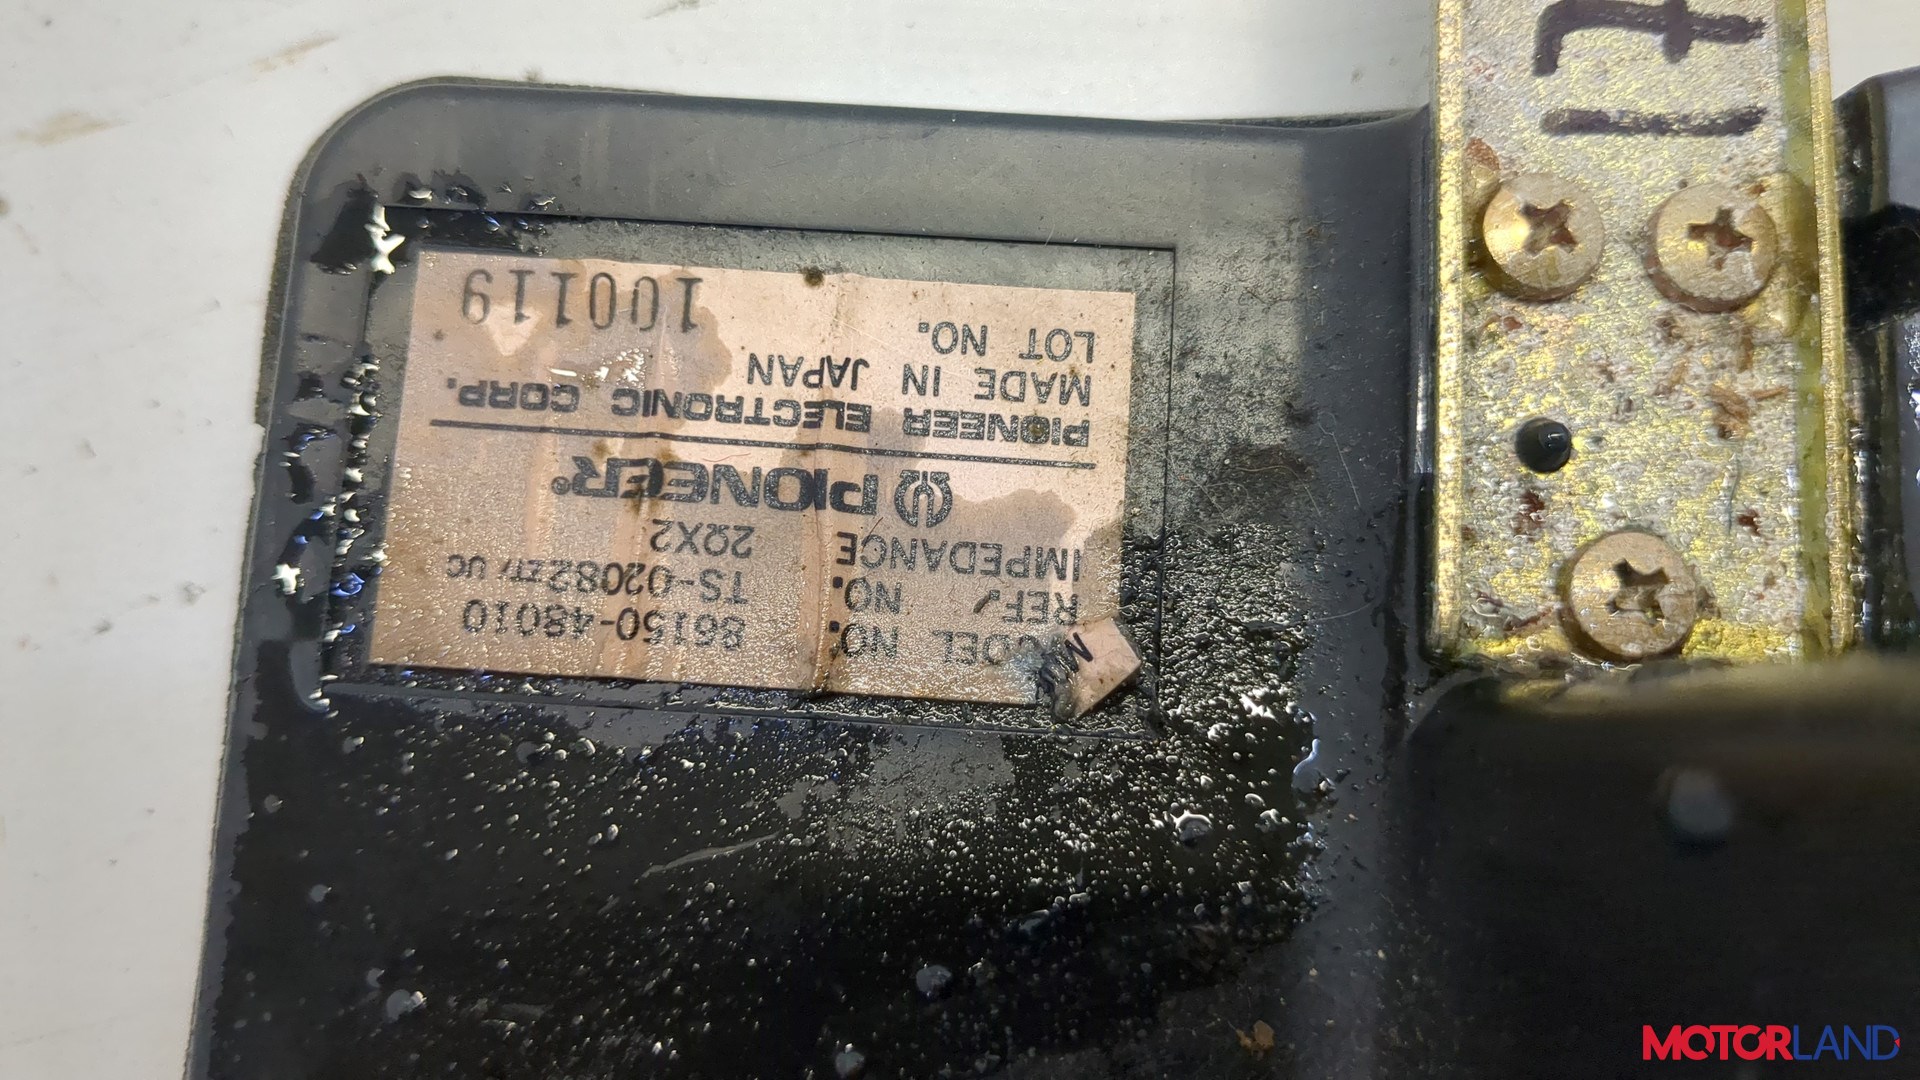 MODEL NO. 86150-48010
REF. NO. TS-02082ZT/UC
IMPEDANCE 2ΩX2
PIONEER®
PIONEER ELECTRONIC CORP.
MADE IN JAPAN
LOT NO. 100119
17
MOTORLAND